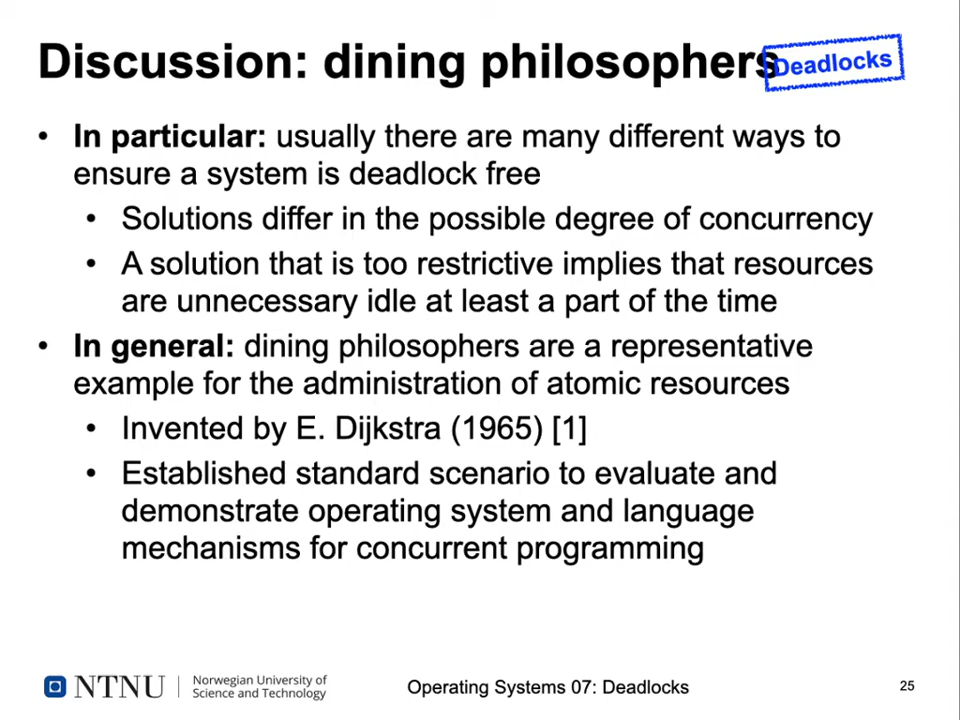 Discussion: dining philosophers
Deadlocks
• In particular: usually there are many different ways to
ensure a system is deadlock free
• Solutions differ in the possible degree of concurrency
• A solution that is too restrictive implies that resources
are unnecessary idle at least a part of the time
• In general: dining philosophers are a representative
example for the administration of atomic resources
• Invented by E. Dijkstra (1965) [1]
• Established standard scenario to evaluate and
demonstrate operating system and language
mechanisms for concurrent programming
NTNU
Norwegian University of
Science and Technology
Operating Systems 07: Deadlocks
25